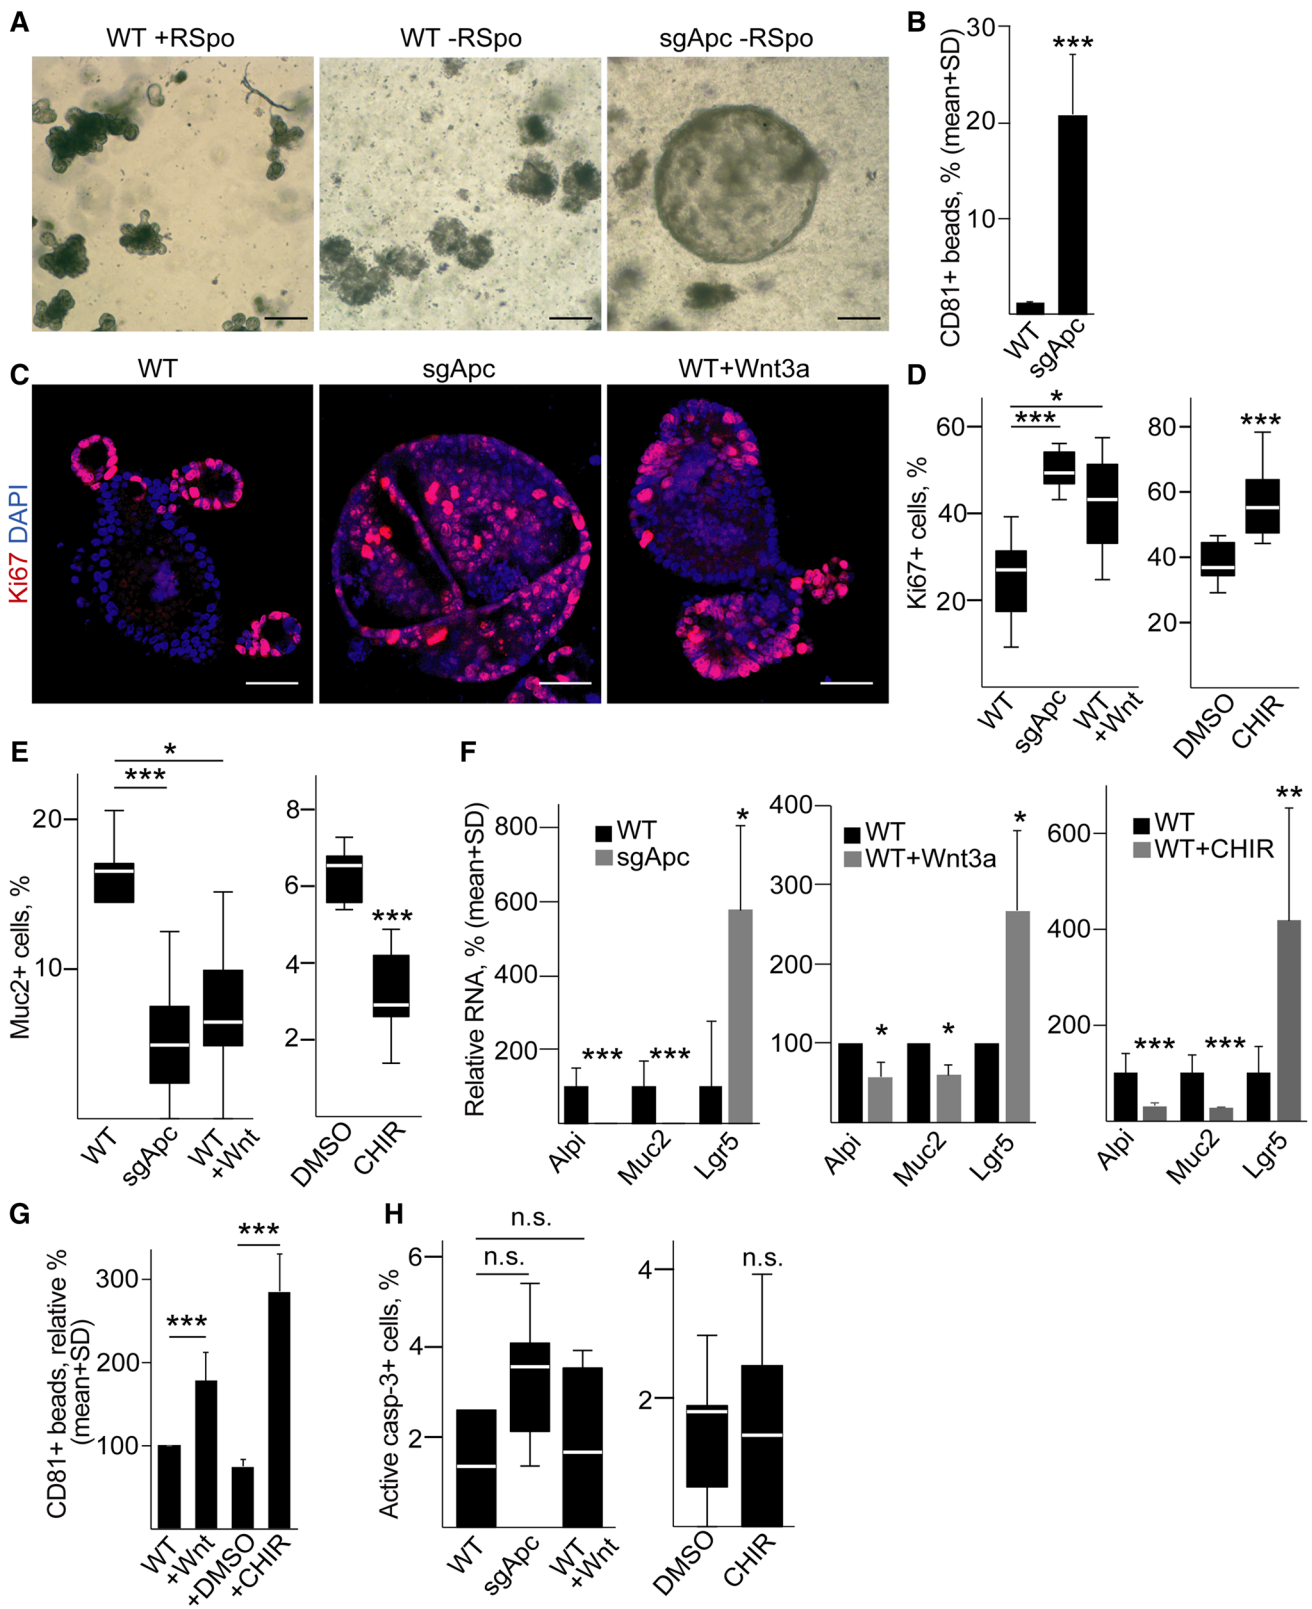 A
WT +RSpo
WT -RSpo
sgApc -RSpo
B
CD81+ beads, % (mean+SD)
30
20
10
***
WT
sgApc
C
WT
sgApc
WT+Wnt3a
Ki67 DAPI
D
Ki67+ cells, %
60
40
20
*
***
WT
sgApc
WT
+Wnt
80
60
40
20
***
DMSO
CHIR
E
Muc2+ cells, %
20
10
*
***
WT
sgApc
WT
+Wnt
8
6
4
2
***
DMSO
CHIR
F
Relative RNA, % (mean+SD)
800
600
400
200
WT
sgApc
***
***
*
Alpi
Muc2
Lgr5
400
300
200
100
WT
WT+Wnt3a
*
*
*
Alpi
Muc2
Lgr5
600
400
200
WT
WT+CHIR
***
***
**
Alpi
Muc2
Lgr5
G
CD81+ beads, relative %
(mean+SD)
300
200
100
***
***
WT
+Wnt
+DMSO
+CHIR
H
Active casp-3+ cells, %
6
4
2
n.s.
n.s.
WT
sgApc
WT
+Wnt
4
2
n.s.
DMSO
CHIR